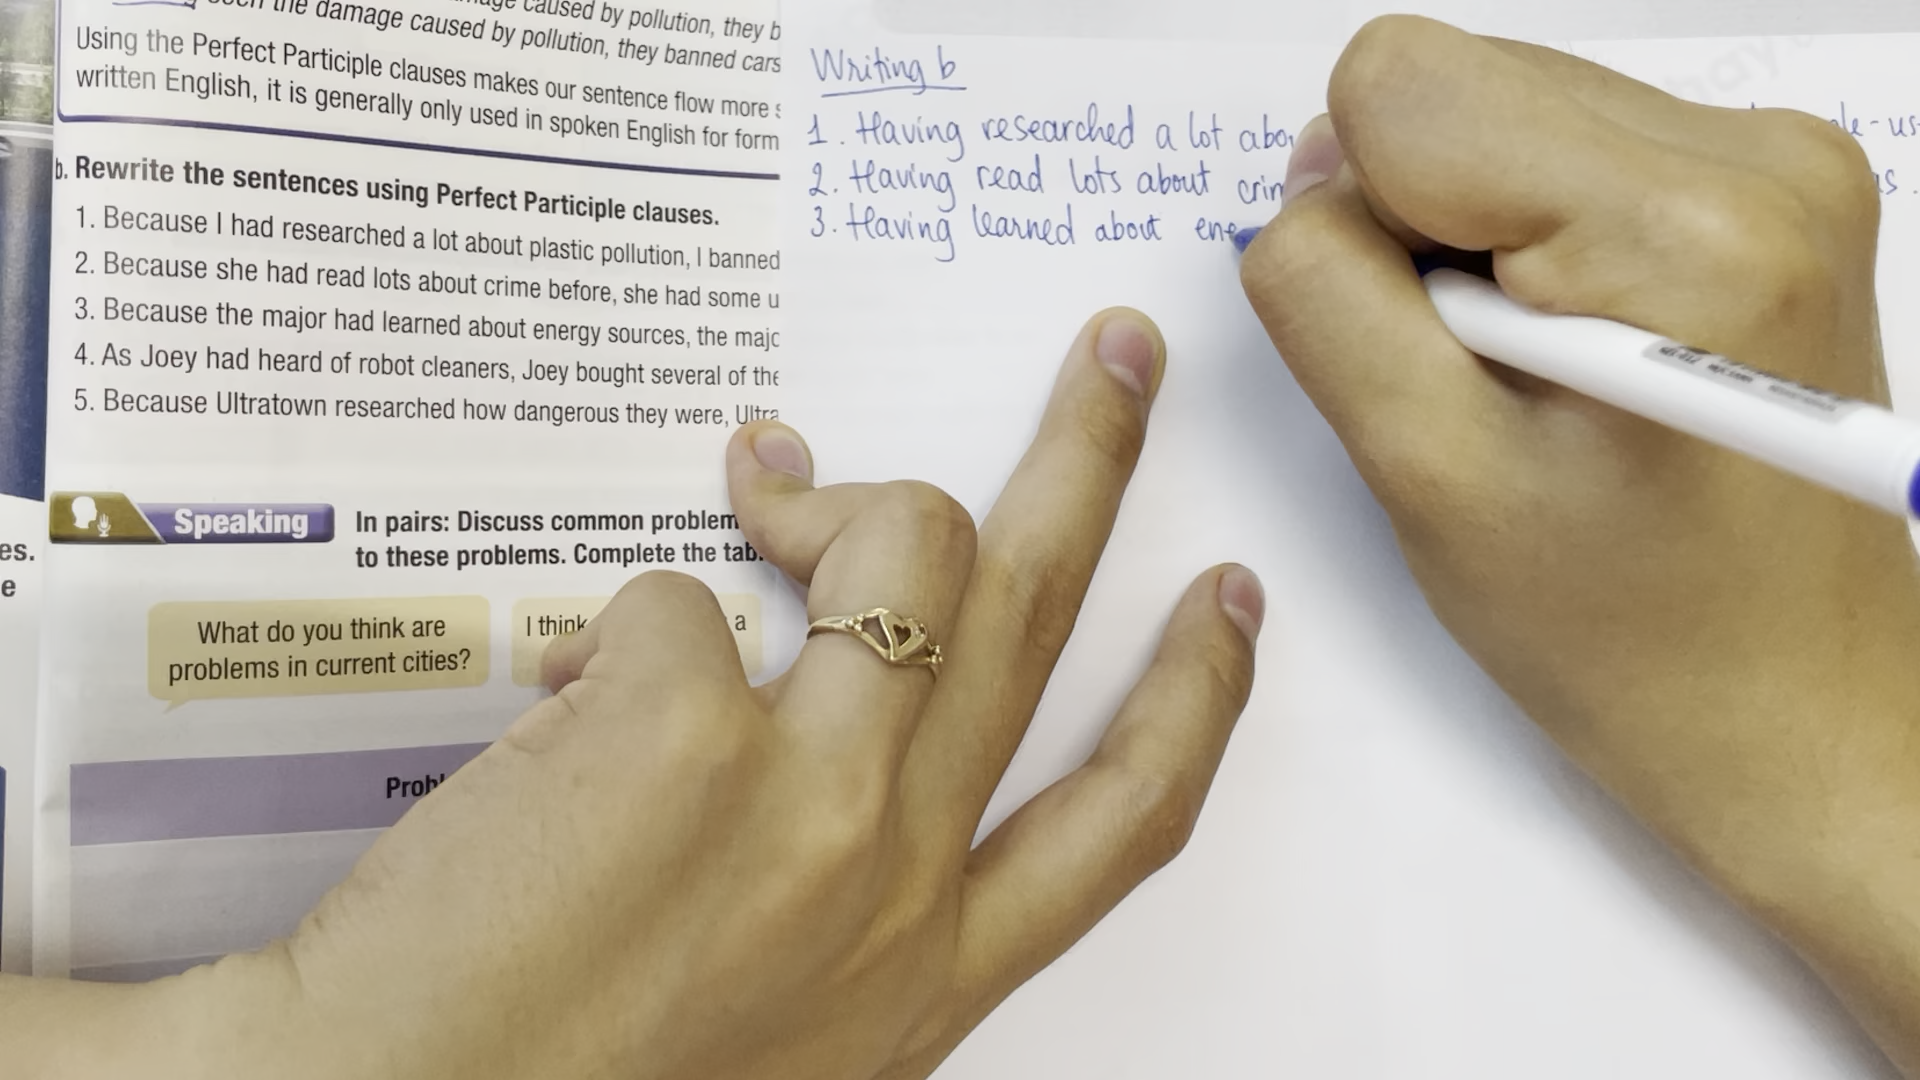 caused by pollution, they b
the damage caused by pollution, they banned cars
Using the Perfect Participle clauses makes our sentence flow more s
written English, it is generally only used in spoken English for form
b. Rewrite the sentences using Perfect Participle clauses.
1. Because I had researched a lot about plastic pollution, I banned
2. Because she had read lots about crime before, she had some u
3. Because the major had learned about energy sources, the majo
4. As Joey had heard of robot cleaners, Joey bought several of the
5. Because Ultratown researched how dangerous they were, Ultra
Speaking
In pairs: Discuss common problem
to these problems. Complete the tab
What do you think are
problems in current cities?
I think
a
Probl
es.
e
Writing b
1. Having researched a lot abou
le-us
2. Having read lots about crim
s.
3. Having learned about ene